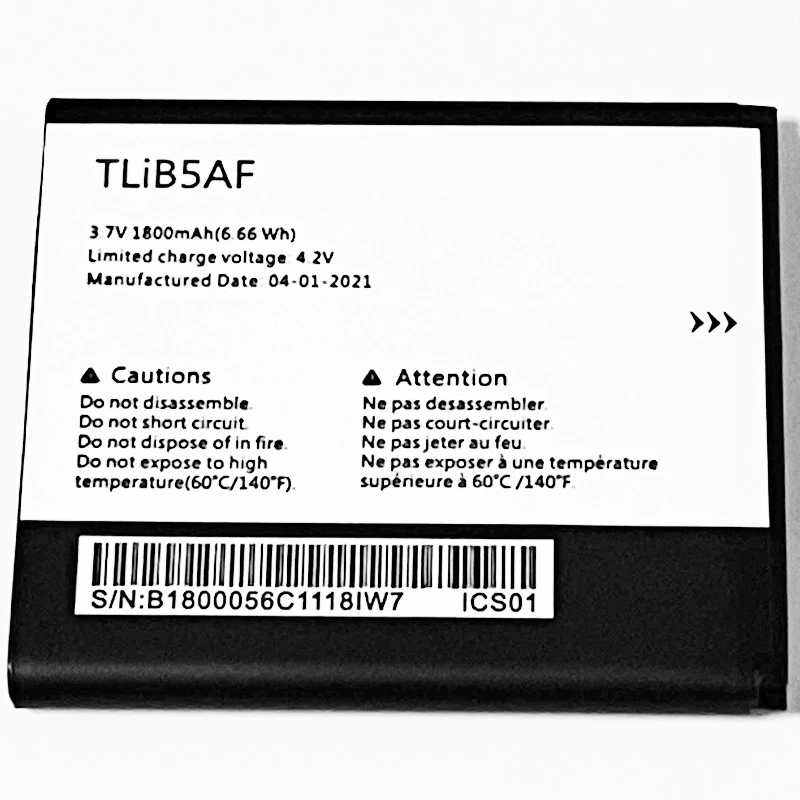 TLiB5AF
3.7V 1800mAh(6.66 Wh)
Limited charge voltage: 4.2V
Manufactured Date: 04-01-2021
Cautions
Do not disassemble.
Do not short circuit.
Do not dispose of in fire.
Do not expose to high
temperature(60°C/140°F).
Attention
Ne pas desassembler.
Ne pas court-circuiter.
Ne pas jeter au feu.
Ne pas exposer à une température
supérieure à 60°C /140°F.
S/N:B1800056C1118IW7 ICS01